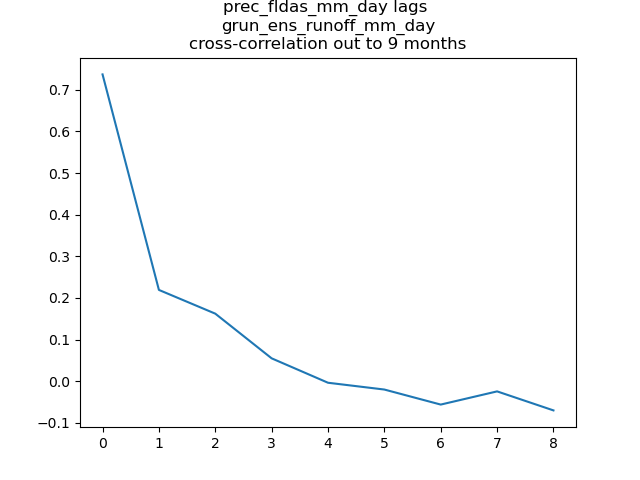 prec_fldas_mm_day lags
grun_ens_runoff_mm_day
cross-correlation out to 9 months
0.7
0.6
0.5
0.4
0.3
0.2
0.1
0.0
−0.1
0 1 2 3 4 5 6 7 8